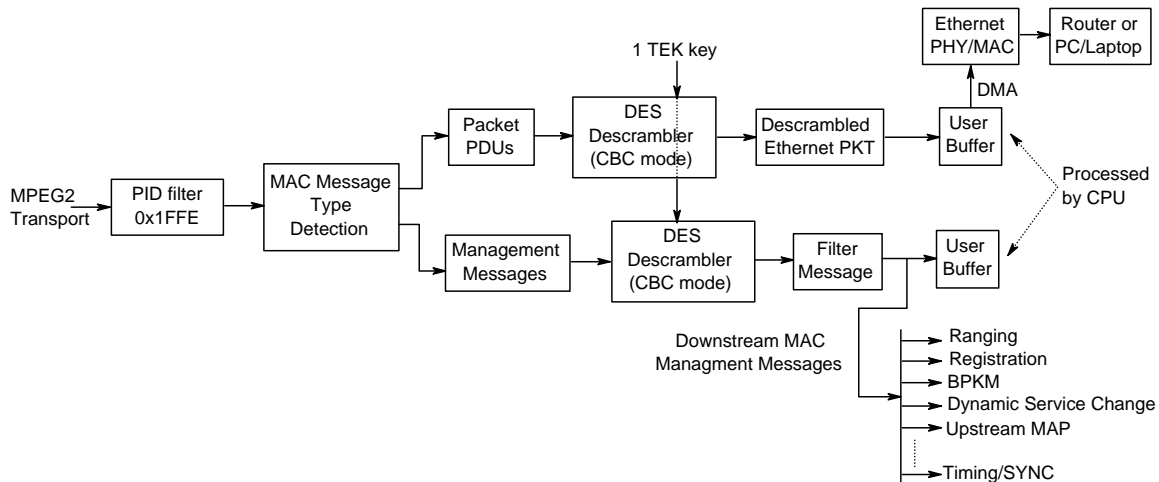 Ethernet
PHY/MAC
Router or
PC/Laptop
1 TEK key
DMA
Packet
PDUs
DES
Descrambler
(CBC mode)
Descrambled
Ethernet PKT
User
Buffer
MPEG2
Transport
PID filter
0x1FFE
MAC Message
Type
Detection
Processed
by CPU
Management
Messages
DES
Descrambler
(CBC mode)
Filter
Message
User
Buffer
Downstream MAC
Managment Messages
Ranging
Registration
BPKM
Dynamic Service Change
Upstream MAP
Timing/SYNC